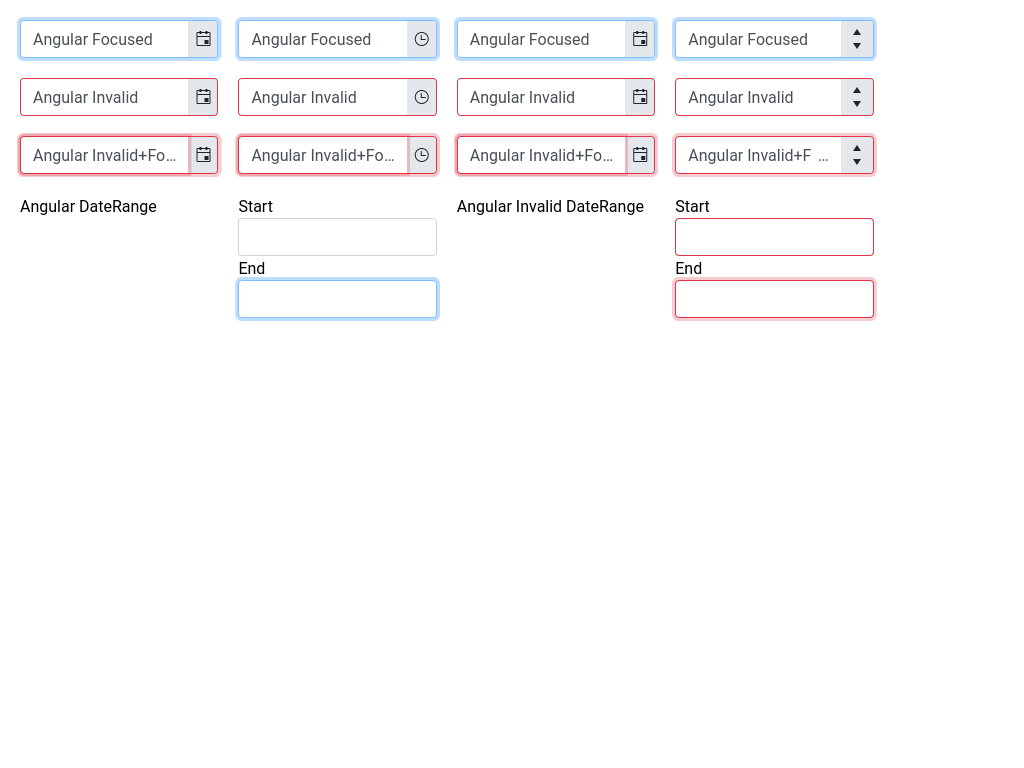 Angular Focused Angular Focused Angular Focused Angular Focused
Angular Invalid Angular Invalid Angular Invalid Angular Invalid
Angular Invalid+Fo... Angular Invalid+Fo... Angular Invalid+Fo... Angular Invalid+F ...
Angular DateRange Start Angular Invalid DateRange Start
End End